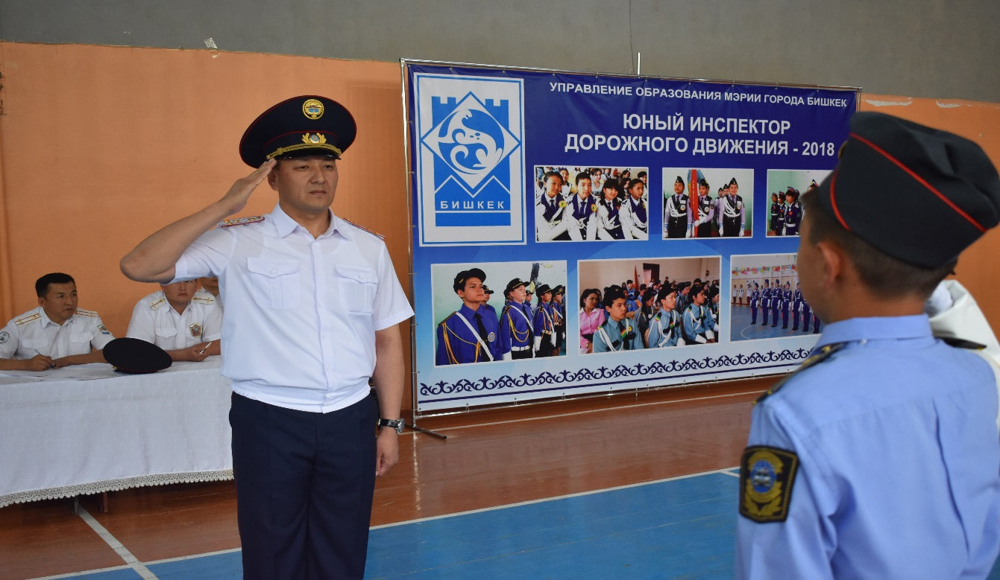 УПРАВЛЕНИЕ ОБРАЗОВАНИЯ МЭРИИ ГОРОДА БИШКЕК
ЮНЫЙ ИНСПЕКТОР
ДОРОЖНОГО ДВИЖЕНИЯ - 2018
БИШКЕК